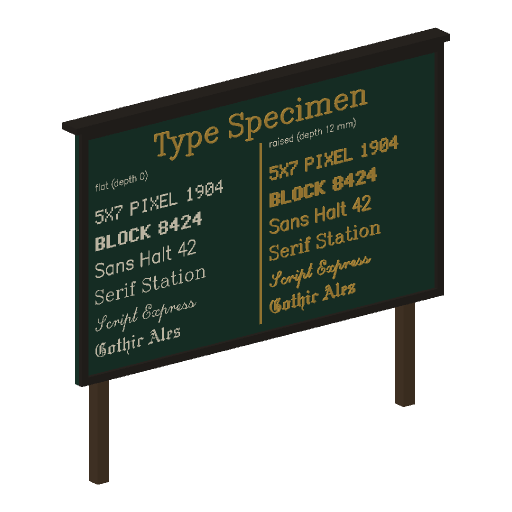 Type Specimen
flat (depth 0)
5X7 PIXEL 1904
BLOCK 8424
Sans Halt 42
Serif Station
Script Express
Gothic Ales
raised (depth 12 mm)
5X7 PIXEL 1904
BLOCK 8424
Sans Halt 42
Serif Station
Script Express
Gothic Ales